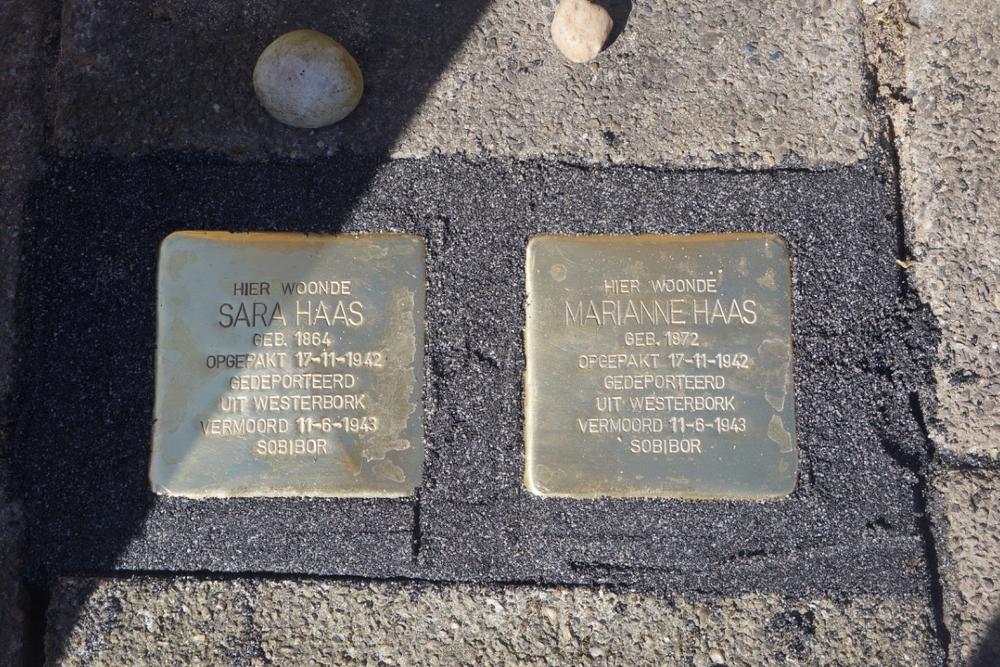 HIER WOONDE
SARA HAAS
GEB. 1864
OPGEPAKT 17-11-1942
GEDEPORTEERD
UIT WESTERBORK
VERMOORD 11-6-1943
SOBIBOR
HIER WOONDE
MARIANNE HAAS
GEB. 1872
OPGEPAKT 17-11-1942
GEDEPORTEERD
UIT WESTERBORK
VERMOORD 11-6-1943
SOBIBOR